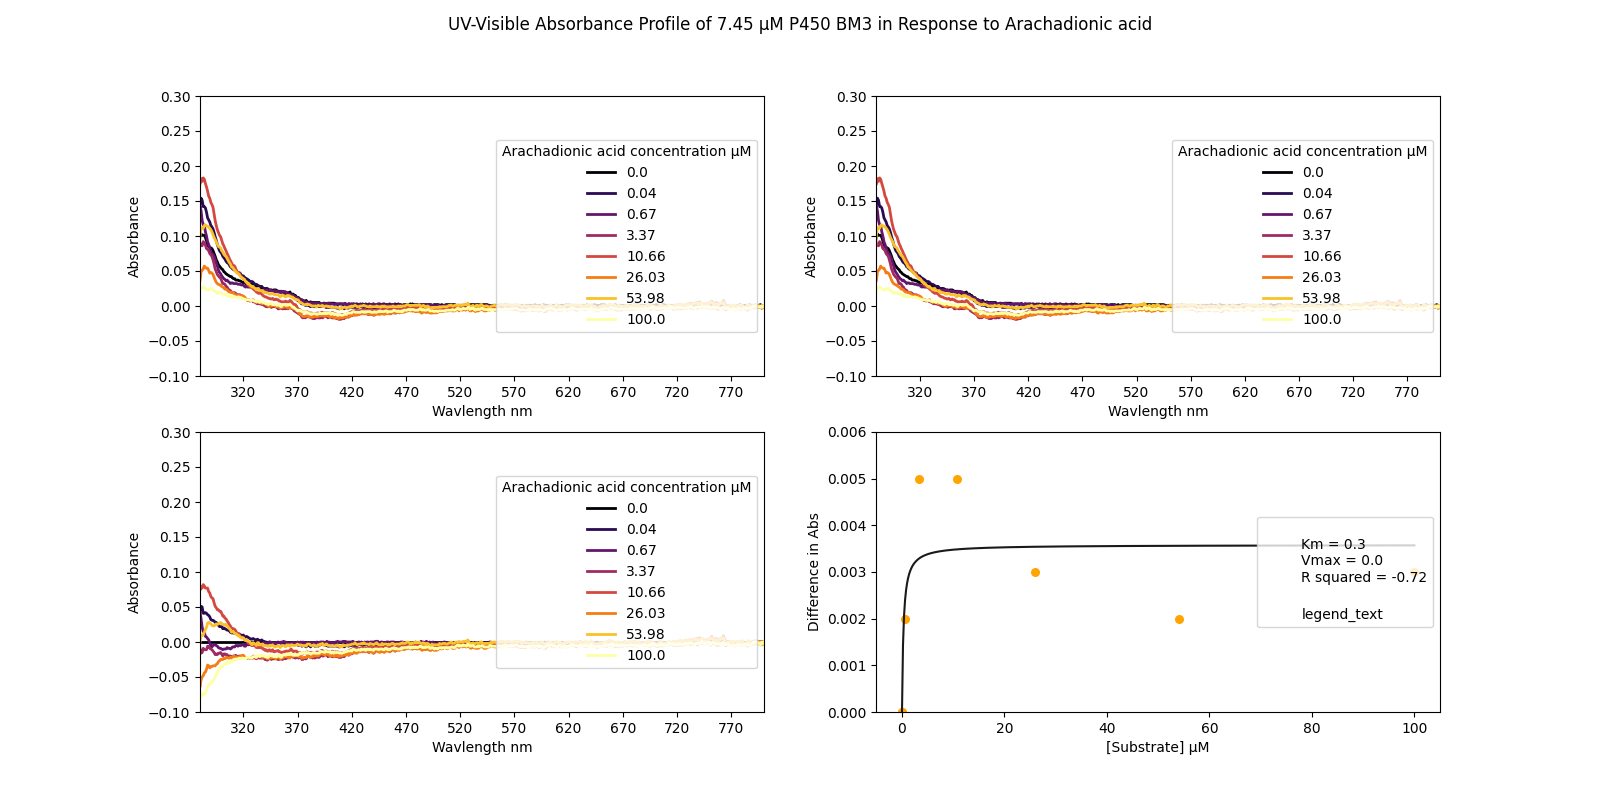 UV-Visible Absorbance Profile of 7.45 µM P450 BM3 in Response to Arachadionic acid
0.30
0.25
0.20
0.15
0.10
0.05
0.00
−0.05
−0.10
Absorbance
320 370 420 470 520 570 620 670 720 770
Wavlength nm
Arachadionic acid concentration µM
0.0
0.04
0.67
3.37
10.66
26.03
53.98
100.0
0.30
0.25
0.20
0.15
0.10
0.05
0.00
−0.05
−0.10
Absorbance
320 370 420 470 520 570 620 670 720 770
Wavlength nm
Arachadionic acid concentration µM
0.0
0.04
0.67
3.37
10.66
26.03
53.98
100.0
0.30
0.25
0.20
0.15
0.10
0.05
0.00
−0.05
−0.10
Absorbance
320 370 420 470 520 570 620 670 720 770
Wavlength nm
Arachadionic acid concentration µM
0.0
0.04
0.67
3.37
10.66
26.03
53.98
100.0
0.006
0.005
0.004
0.003
0.002
0.001
0.000
Difference in Abs
0 20 40 60 80 100
[Substrate] µM
Km = 0.3
Vmax = 0.0
R squared = -0.72
legend_text